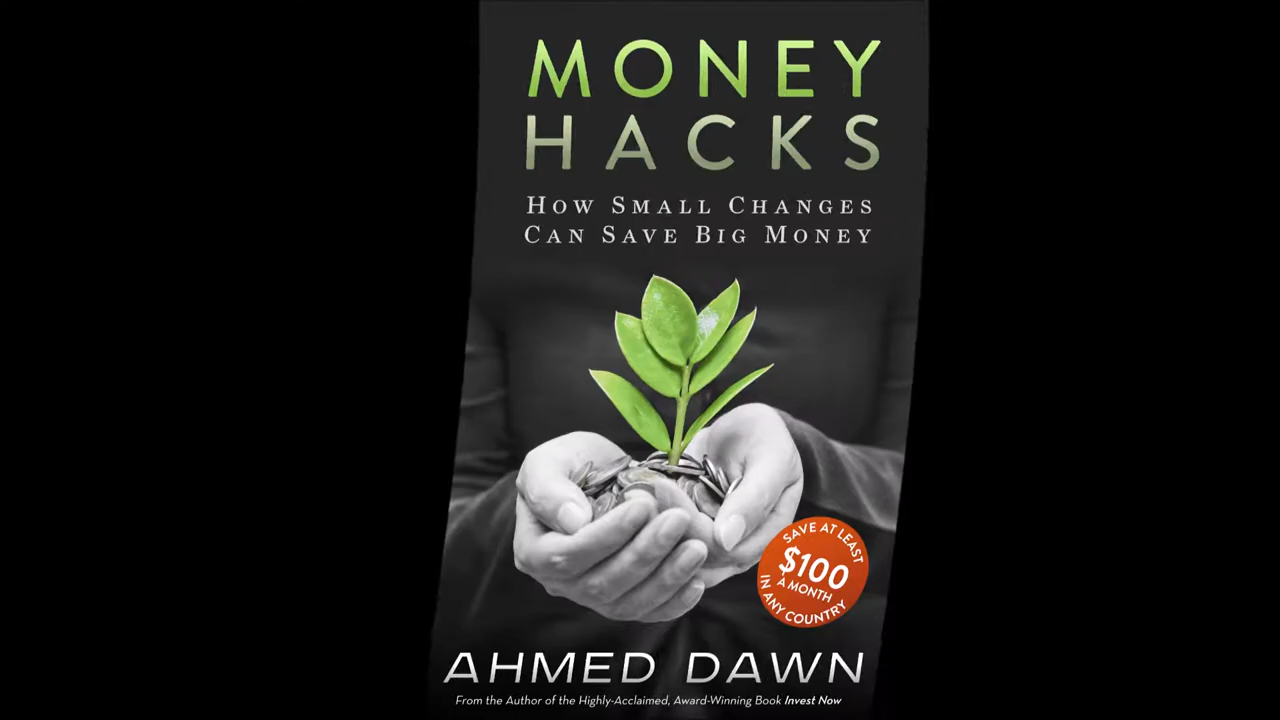 MONEY
HACKS
How Small Changes
Can Save Big Money
SAVE AT LEAST
$100
A MONTH
IN ANY COUNTRY
AHMED DAWN
From the Author of the Highly-Acclaimed, Award-Winning Book Invest Now